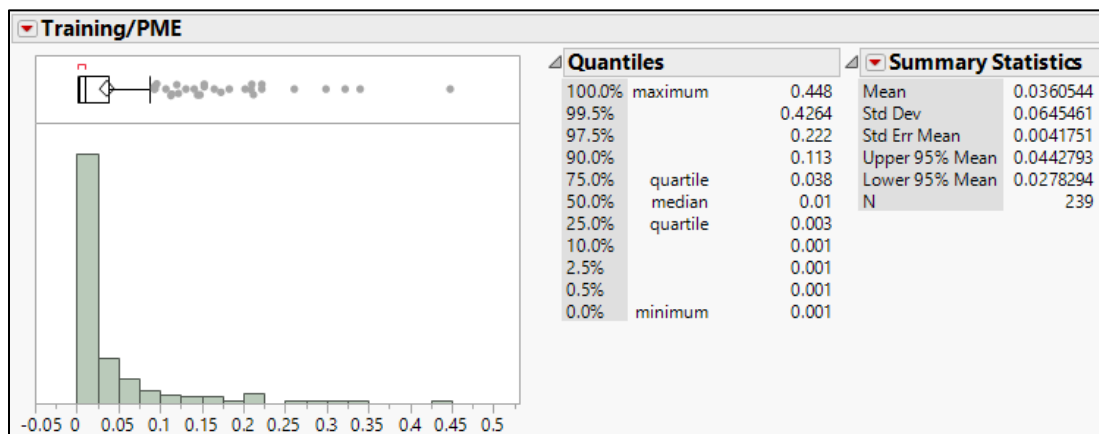 Training/PME
-0.05 0 0.05 0.1 0.15 0.2 0.25 0.3 0.35 0.4 0.45 0.5
Quantiles
100.0% maximum 0.448
99.5% 0.4264
97.5% 0.222
90.0% 0.113
75.0% quartile 0.038
50.0% median 0.01
25.0% quartile 0.003
10.0% 0.001
2.5% 0.001
0.5% 0.001
0.0% minimum 0.001
Summary Statistics
Mean 0.0360544
Std Dev 0.0645461
Std Err Mean 0.0041751
Upper 95% Mean 0.0442793
Lower 95% Mean 0.0278294
N 239